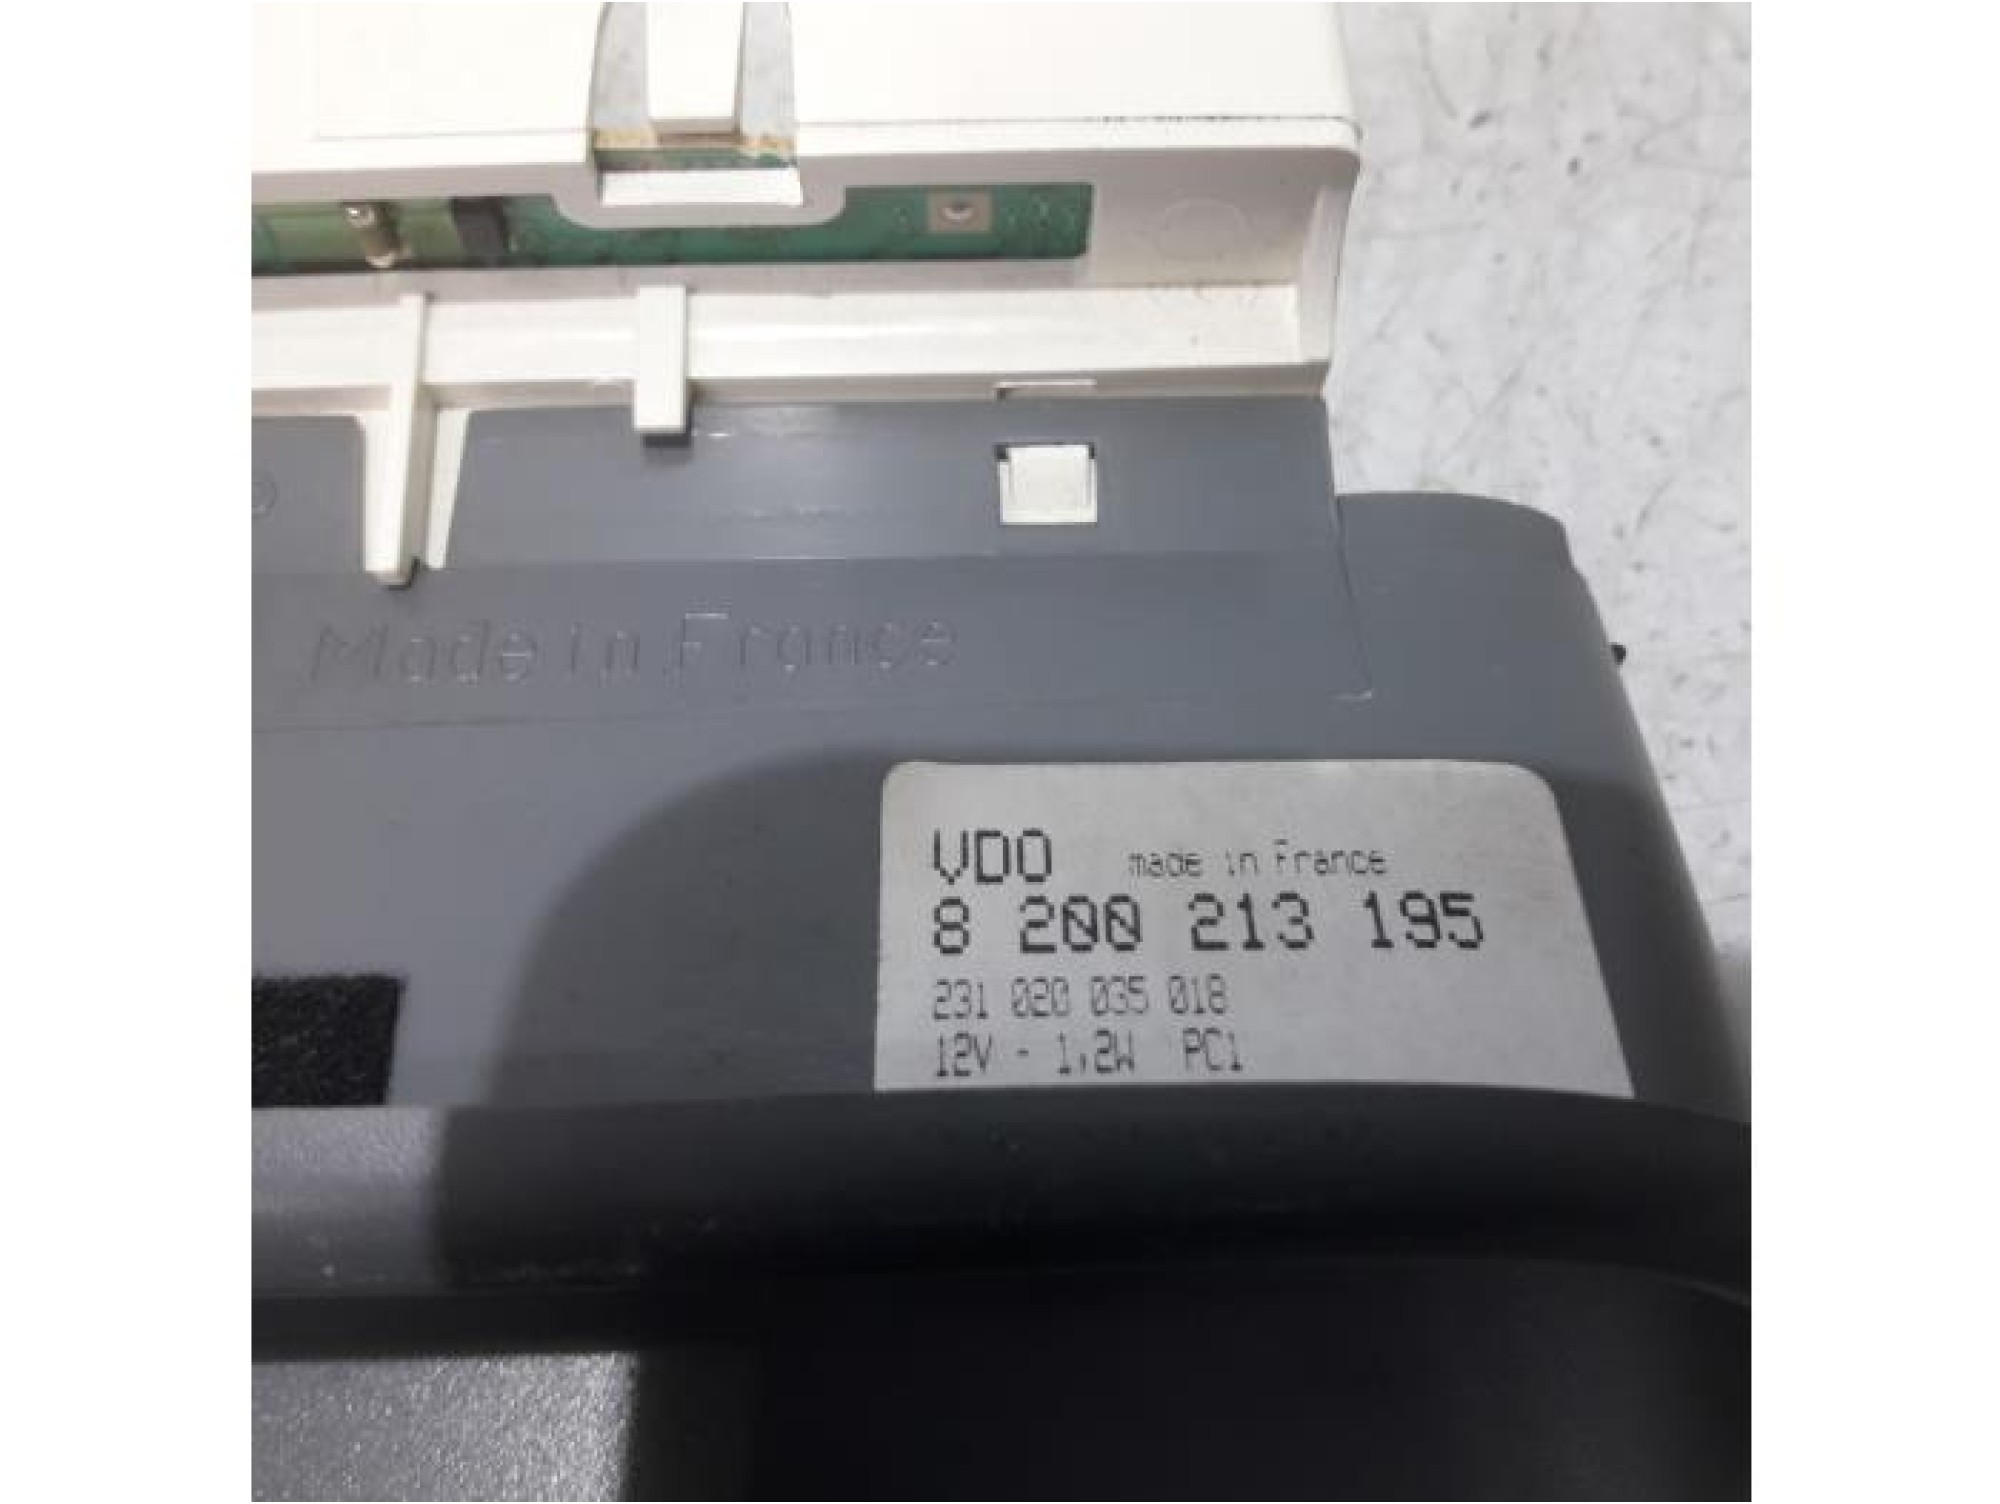 Made in France
VDO made in France
8 200 213 195
231 020 035 018
12V - 1,2W PC1